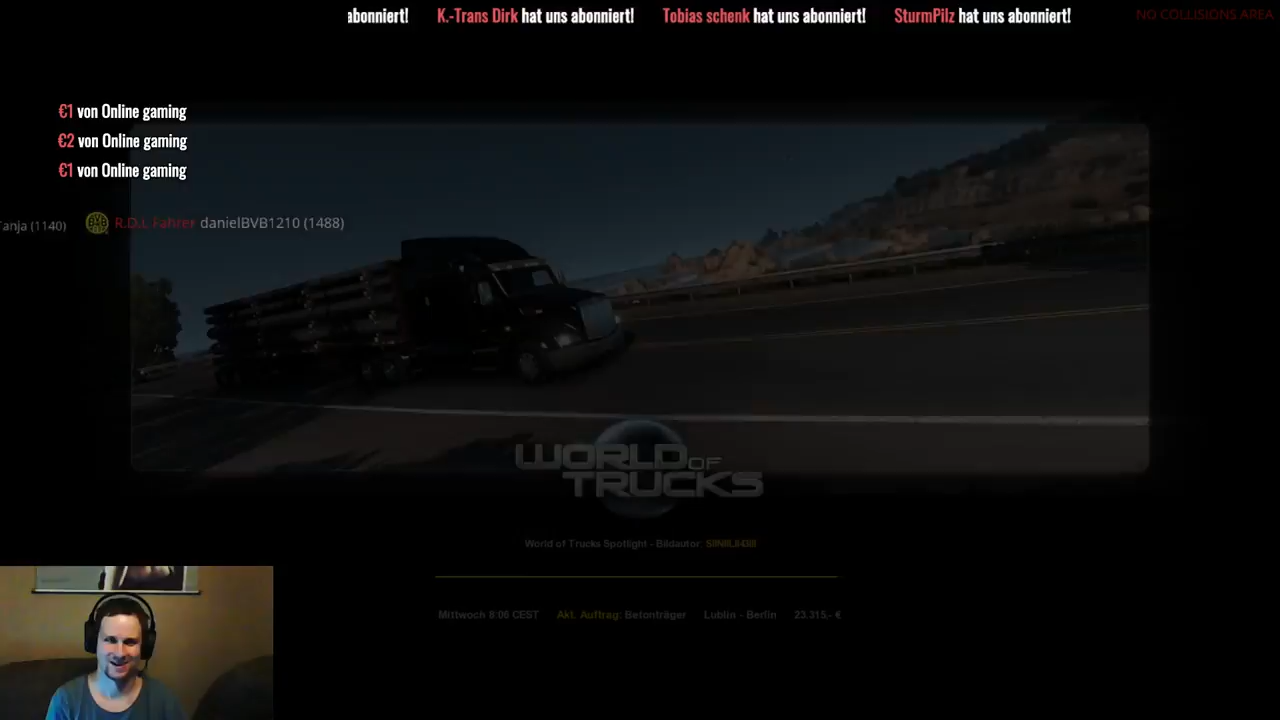 abonniert! K.-Trans Dirk hat uns abonniert! Tobias schenk hat uns abonniert! SturmPilz hat uns abonniert!
NO COLLISIONS AREA
€1 von Online gaming
€2 von Online gaming
€1 von Online gaming
Tanja (1140) R.D.L Fahrer danielBVB1210 (1488)
WORLD OF
TRUCKS
World of Trucks Spotlight - Bildautor:
Mittwoch 8:06 CEST Akt. Auftrag: Betonträger Lublin - Berlin 23.315,- €